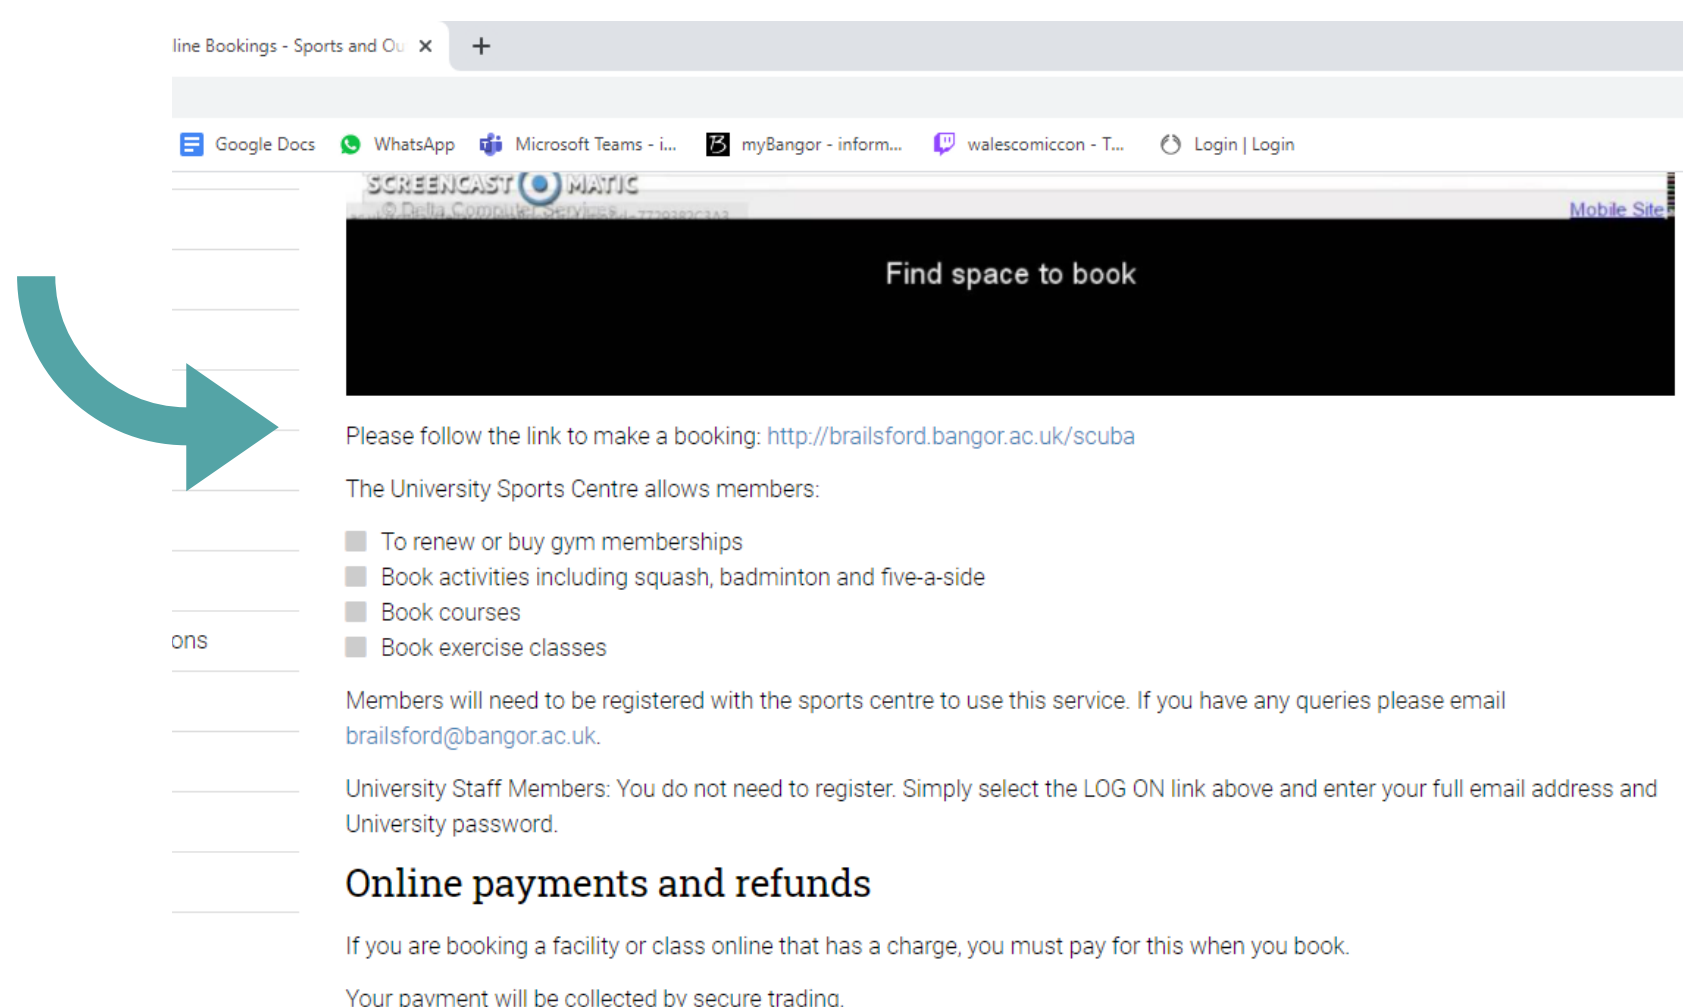 line Bookings - Sports and Ou
Google Docs WhatsApp Microsoft Teams - i... myBangor - inform... walescomiccon - T... Login | Login
SCREENCAST MATIC
© Delta Computer Services
Mobile Site
Find space to book
Please follow the link to make a booking: http://brailsford.bangor.ac.uk/scuba
The University Sports Centre allows members:
To renew or buy gym memberships
Book activities including squash, badminton and five-a-side
Book courses
Book exercise classes
ons
Members will need to be registered with the sports centre to use this service. If you have any queries please email
brailsford@bangor.ac.uk.
University Staff Members: You do not need to register. Simply select the LOG ON link above and enter your full email address and
University password.
Online payments and refunds
If you are booking a facility or class online that has a charge, you must pay for this when you book.
Your payment will be collected by secure trading.